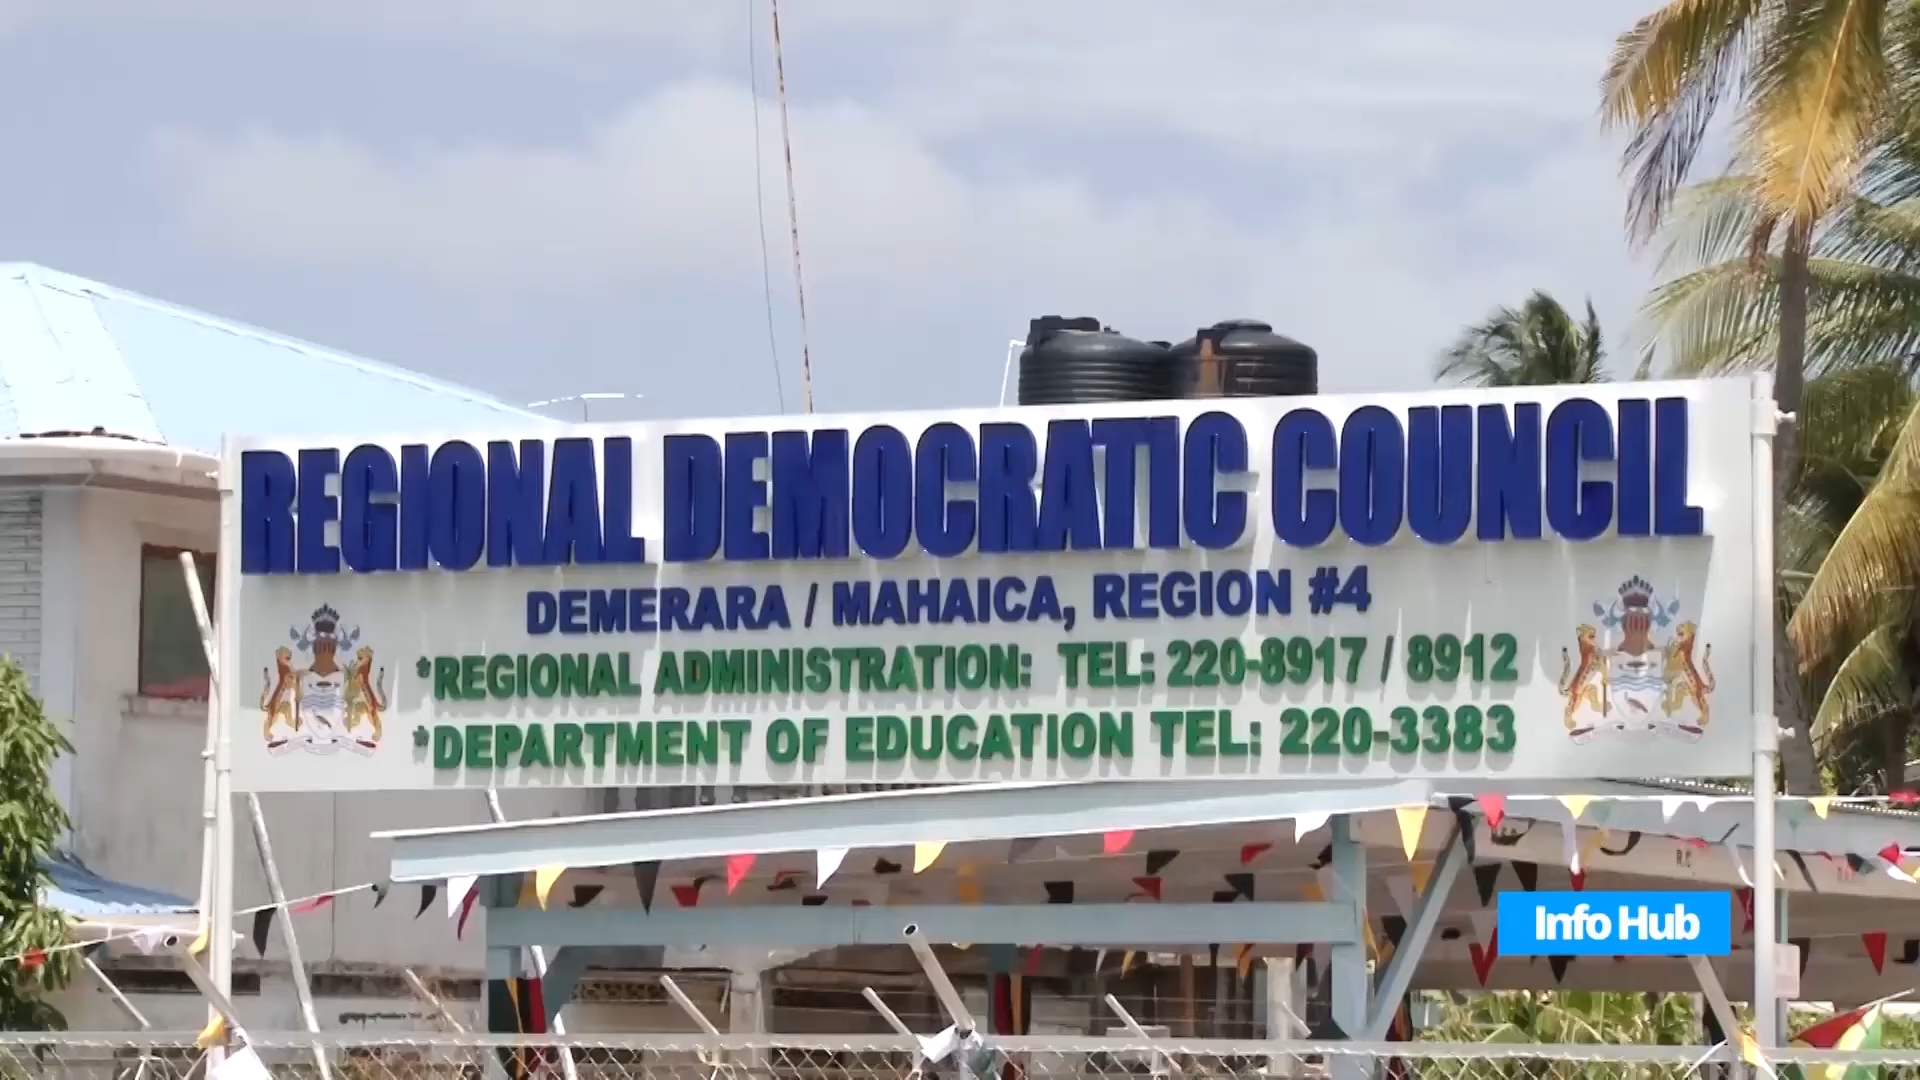 REGIONAL DEMOCRATIC COUNCIL
DEMERARA / MAHAICA, REGION #4
*REGIONAL ADMINISTRATION: TEL: 220-8917 / 8912
*DEPARTMENT OF EDUCATION TEL: 220-3383
R.C
Info Hub